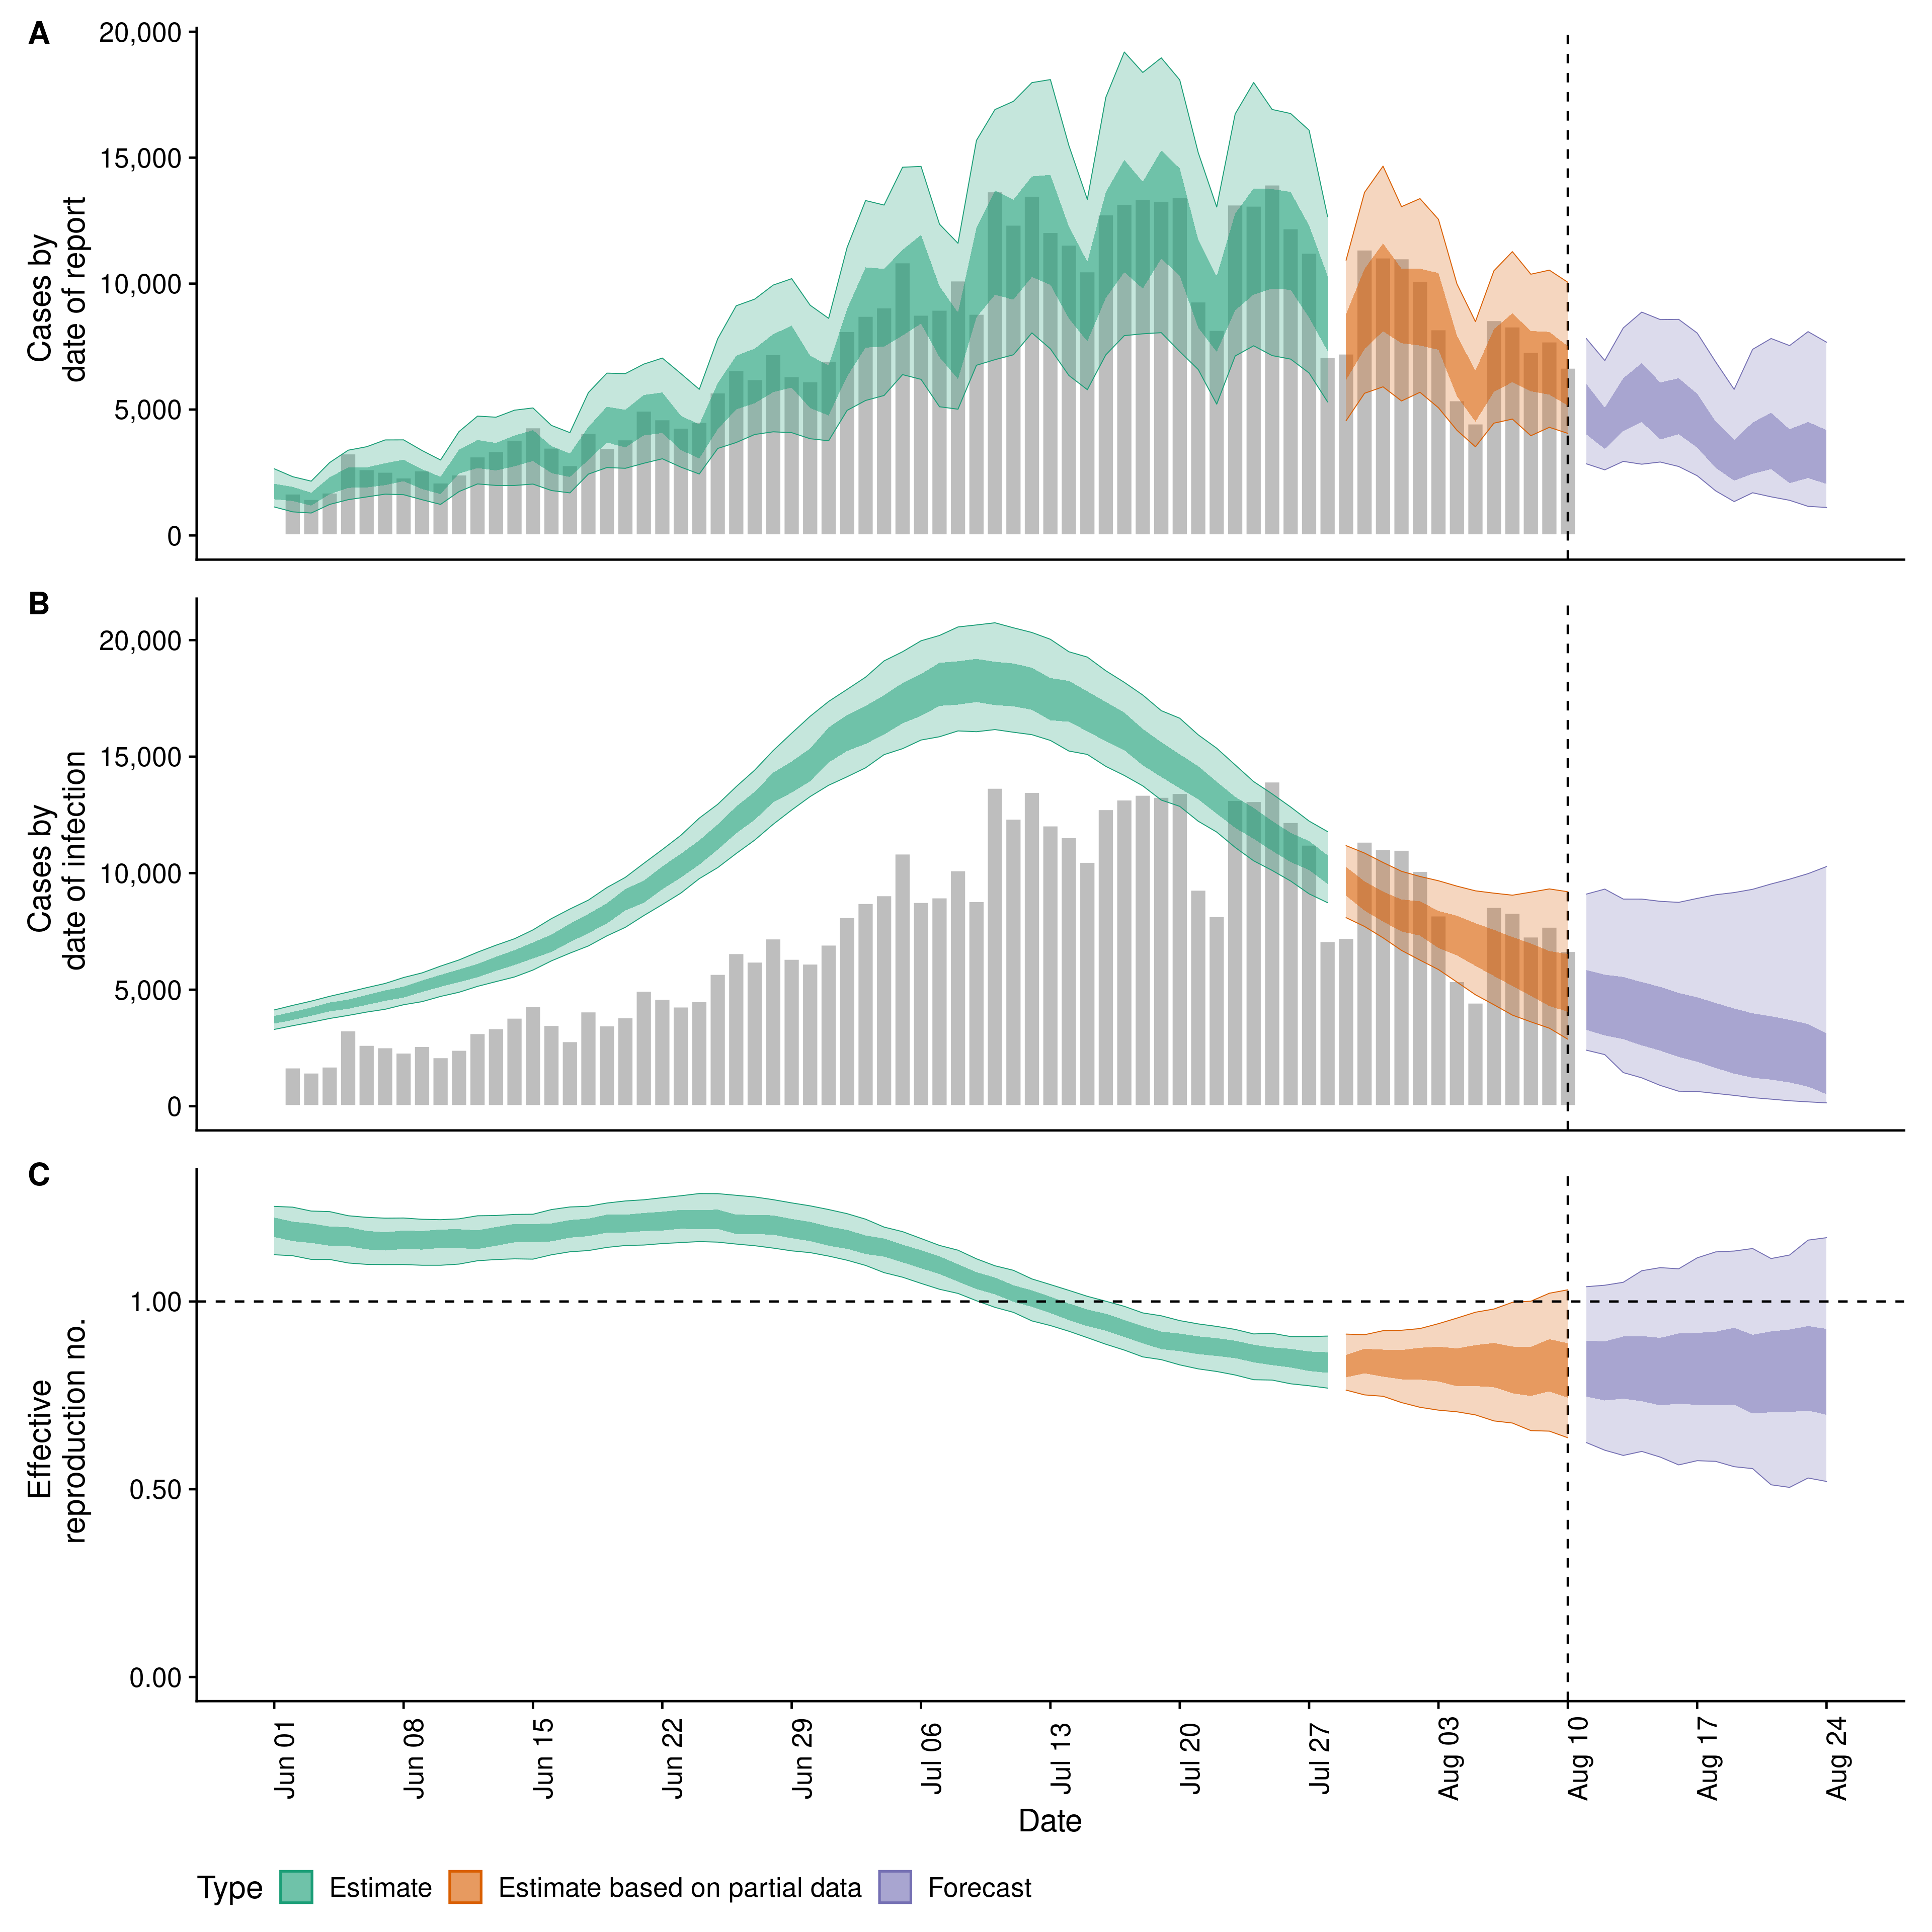 A
20,000
15,000
10,000
5,000
0
Cases by
date of report
B
20,000
15,000
10,000
5,000
0
Cases by
date of infection
C
1.00
0.50
0.00
Effective
reproduction no.
Jun 01
Jun 08
Jun 15
Jun 22
Jun 29
Jul 06
Jul 13
Jul 20
Jul 27
Aug 03
Aug 10
Aug 17
Aug 24
Date
Type Estimate Estimate based on partial data Forecast